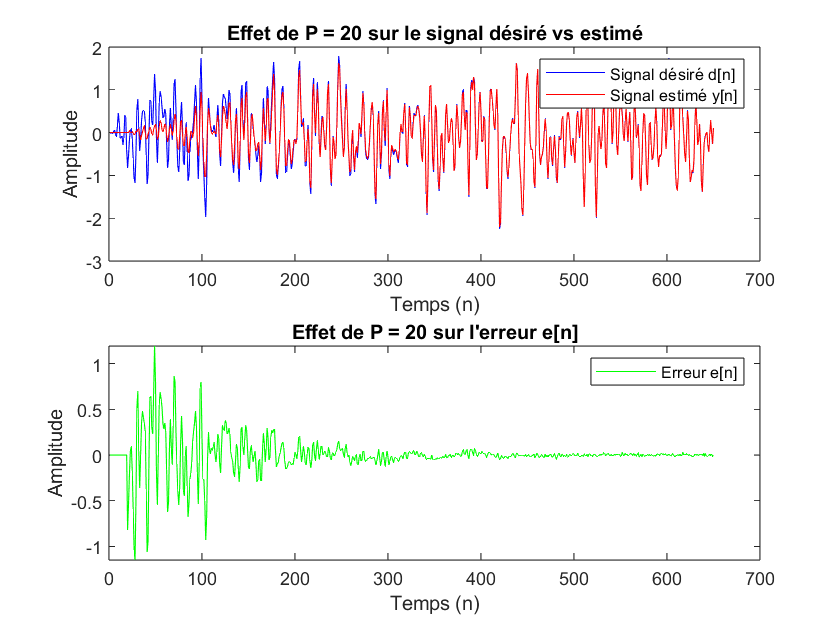 Effet de P = 20 sur le signal désiré vs estimé
2
1
0
-1
-2
-3
Amplitude
Signal désiré d[n]
Signal estimé y[n]
0 100 200 300 400 500 600 700
Temps (n)
Effet de P = 20 sur l'erreur e[n]
1
0.5
0
-0.5
-1
Amplitude
Erreur e[n]
0 100 200 300 400 500 600 700
Temps (n)